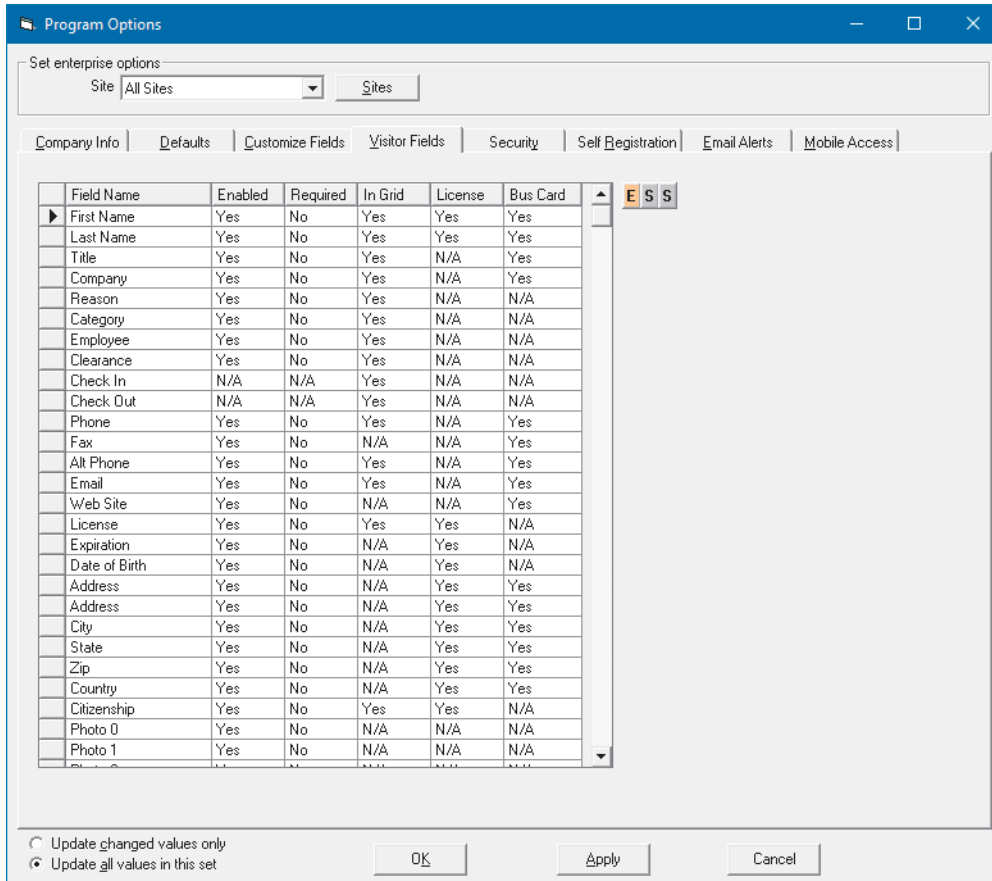 Program Options
Set enterprise options
Site All Sites Sites
Company Info Defaults Customize Fields Visitor Fields Security Self Registration Email Alerts Mobile Access
Field Name Enabled Required In Grid License Bus Card
E S S
First Name Yes No Yes Yes Yes
Last Name Yes No Yes Yes Yes
Title Yes No Yes N/A Yes
Company Yes No Yes N/A Yes
Reason Yes No Yes N/A N/A
Category Yes No Yes N/A N/A
Employee Yes No Yes N/A N/A
Clearance Yes No Yes N/A N/A
Check In N/A N/A Yes N/A N/A
Check Out N/A N/A Yes N/A N/A
Phone Yes No Yes N/A Yes
Fax Yes No N/A N/A Yes
Alt Phone Yes No Yes N/A Yes
Email Yes No Yes N/A Yes
Web Site Yes No N/A N/A Yes
License Yes No Yes Yes N/A
Expiration Yes No N/A Yes N/A
Date of Birth Yes No N/A Yes N/A
Address Yes No N/A Yes Yes
Address Yes No N/A Yes Yes
City Yes No N/A Yes Yes
State Yes No N/A Yes Yes
Zip Yes No N/A Yes Yes
Country Yes No N/A Yes Yes
Citizenship Yes No Yes Yes N/A
Photo 0 Yes No N/A N/A N/A
Photo 1 Yes No N/A N/A N/A
Update changed values only
Update all values in this set
OK Apply Cancel